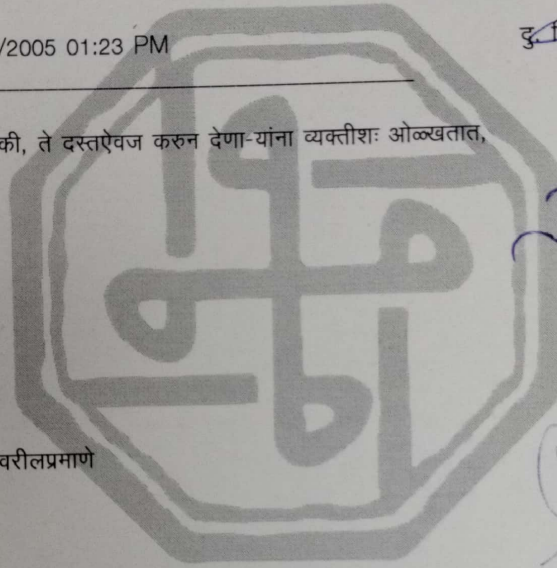 /2005 01:23 PM
दु.
की, ते दस्तऐवज करुन देणा-यांना व्यक्तीशः ओळखतात,
वरीलप्रमाणे